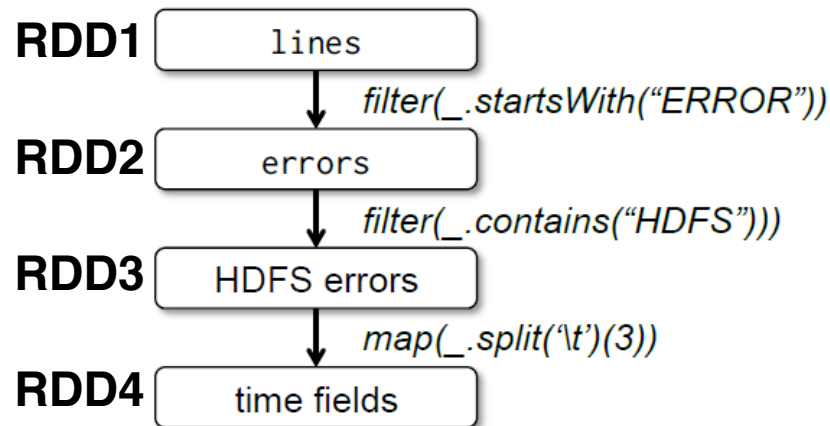 RDD1 lines
filter(_.startsWith(“ERROR”))
RDD2 errors
filter(_.contains(“HDFS”)))
RDD3 HDFS errors
map(_.split(‘\t’)(3))
RDD4 time fields